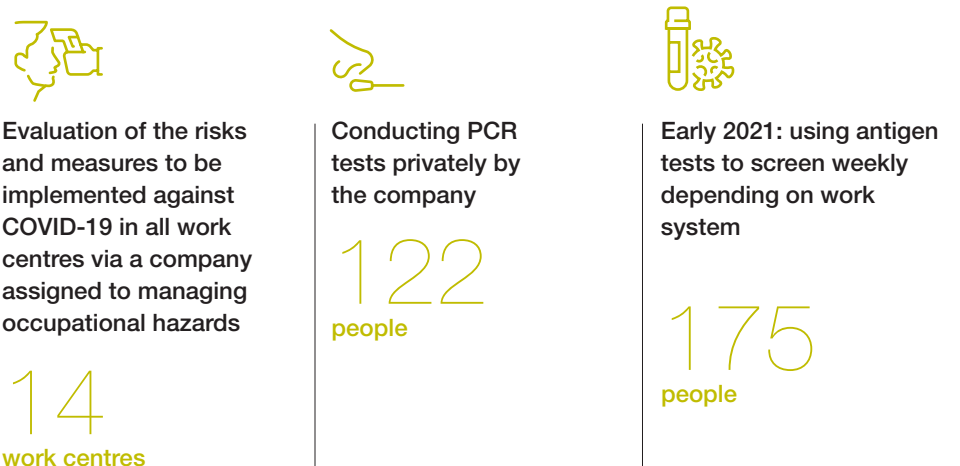 Evaluation of the risks
and measures to be
implemented against
COVID-19 in all work
centres via a company
assigned to managing
occupational hazards
14
work centres
Conducting PCR
tests privately by
the company
122
people
Early 2021: using antigen
tests to screen weekly
depending on work
system
175
people